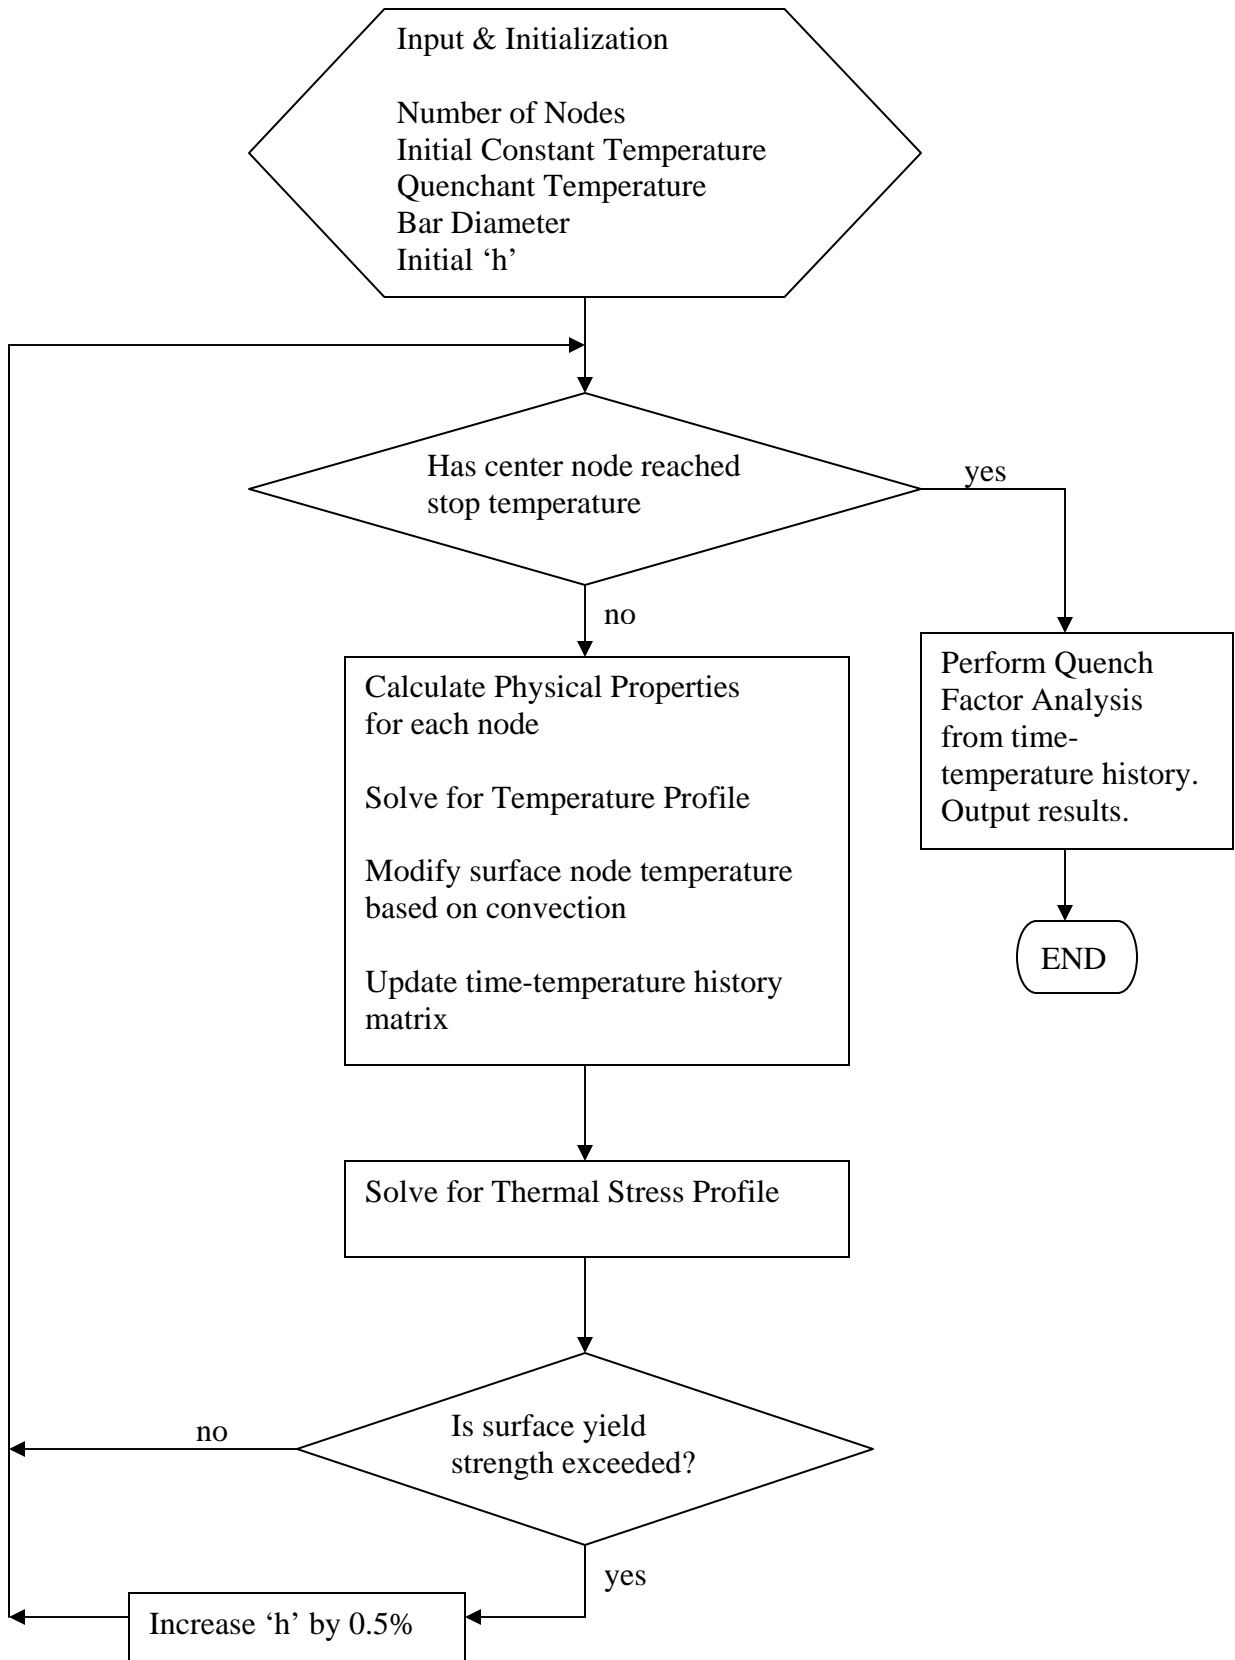 Input & Initialization
Number of Nodes
Initial Constant Temperature
Quenchant Temperature
Bar Diameter
Initial ‘h’
Has center node reached
stop temperature
yes
no
Calculate Physical Properties
for each node
Solve for Temperature Profile
Modify surface node temperature
based on convection
Update time-temperature history
matrix
Perform Quench
Factor Analysis
from time-
temperature history.
Output results.
END
Solve for Thermal Stress Profile
Is surface yield
strength exceeded?
no
yes
Increase ‘h’ by 0.5%